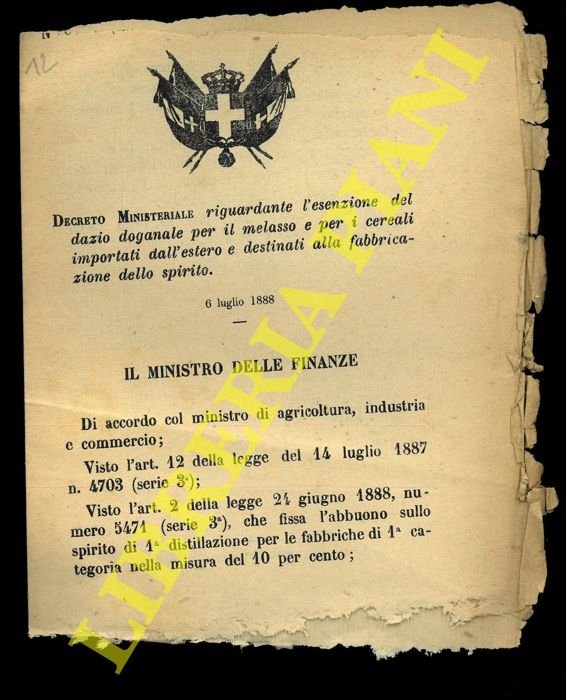 12
DECRETO MINISTERIALE riguardante l'esenzione del
dazio doganale per il melasso e per i cereali
importati dall'estero e destinati alla fabbrica-
zione dello spirito.
6 luglio 1888
IL MINISTRO DELLE FINANZE
Di accordo col ministro di agricoltura, industria
e commercio;
Visto l'art. 12 della legge del 14 luglio 1887
n. 4703 (serie 3ª);
Visto l'art. 2 della legge 24 giugno 1888, nu-
mero 5471 (serie 3ª), che fissa l'abbuono sullo
spirito di 1ª distillazione per le fabbriche di 1ª ca-
tegoria nella misura del 10 per cento;
LIBRERIA PIANI